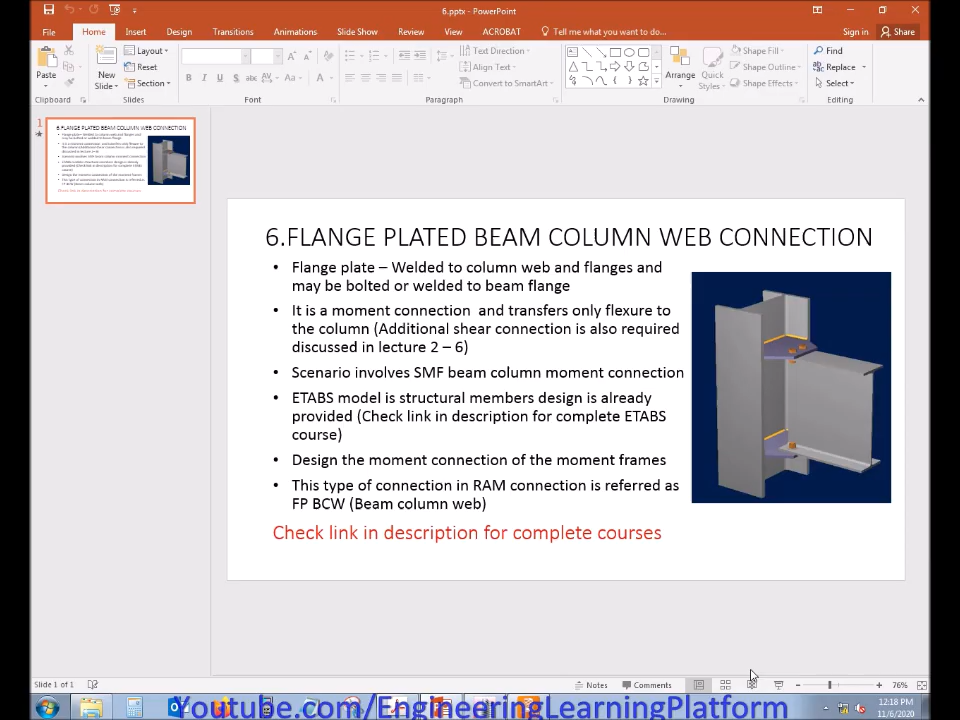 6.pptx - PowerPoint
File Home Insert Design Transitions Animations Slide Show Review View ACROBAT Tell me what you want to do... Sign in Share
Paste
Clipboard
New Slide
Layout
Reset
Section
Slides
Font
Text Direction
Align Text
Convert to SmartArt
Paragraph
Arrange
Quick Styles
Shape Fill
Shape Outline
Shape Effects
Drawing
Find
Replace
Select
Editing
1
6.FLANGE PLATED BEAM COLUMN WEB CONNECTION
6.FLANGE PLATED BEAM COLUMN WEB CONNECTION
• Flange plate – Welded to column web and flanges and
may be bolted or welded to beam flange
• It is a moment connection and transfers only flexure to
the column (Additional shear connection is also required
discussed in lecture 2 – 6)
• Scenario involves SMF beam column moment connection
• ETABS model is structural members design is already
provided (Check link in description for complete ETABS
course)
• Design the moment connection of the moment frames
• This type of connection in RAM connection is referred as
FP BCW (Beam column web)
Check link in description for complete courses
Slide 1 of 1
Notes
Comments
76%
Youtube.com/EngineeringLearningPlatform
12:18 PM
11/6/2020